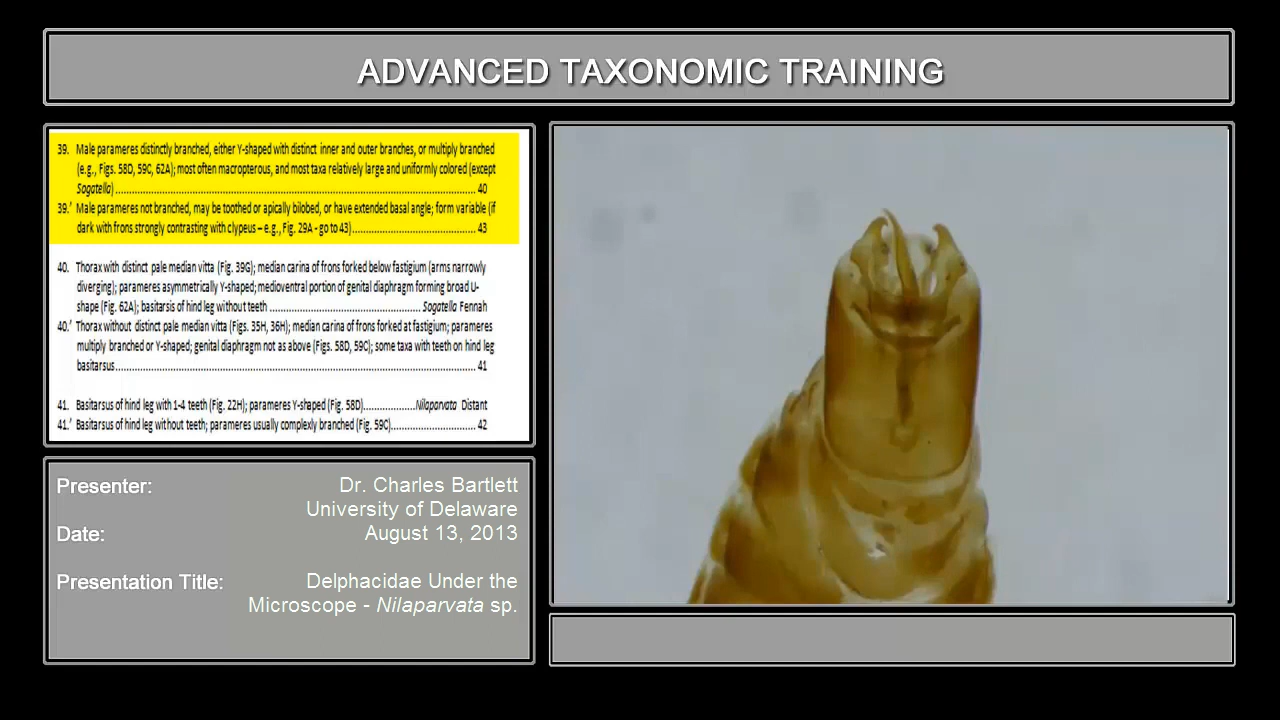 ADVANCED TAXONOMIC TRAINING
39. Male parameres distinctly branched, either Y-shaped with distinct inner and outer branches, or multiply branched
(e.g., Figs. 58D, 59C, 62A); most often macropterous, and most taxa relatively large and uniformly colored (except
Sogatella) .......... 40
39.' Male parameres not branched, may be toothed or apically bilobed, or have extended basal angle; form variable (if
dark with frons strongly contrasting with clypeus – e.g., Fig. 29A - go to 43) .......... 43
40. Thorax with distinct pale median vitta (Fig. 39G); median carina of frons forked below fastigium (arms narrowly
diverging); parameres asymmetrically Y-shaped; medioventral portion of genital diaphragm forming broad U-
shape (Fig. 62A); basitarsis of hind leg without teeth .......... Sogatella Fennah
40.' Thorax without distinct pale median vitta (Figs. 35H, 36H); median carina of frons forked at fastigium; parameres
multiply branched or Y-shaped; genital diaphragm not as above (Figs. 58D, 59C); some taxa with teeth on hind leg
basitarsus .......... 41
41. Basitarsus of hind leg with 1-4 teeth (Fig. 22H); parameres Y-shaped (Fig. 58D) .......... Nilaparvata Distant
41.' Basitarsus of hind leg without teeth; parameres usually complexly branched (Fig. 59C) .......... 42
Presenter: Dr. Charles Bartlett
University of Delaware
Date: August 13, 2013
Presentation Title: Delphacidae Under the
Microscope - Nilaparvata sp.